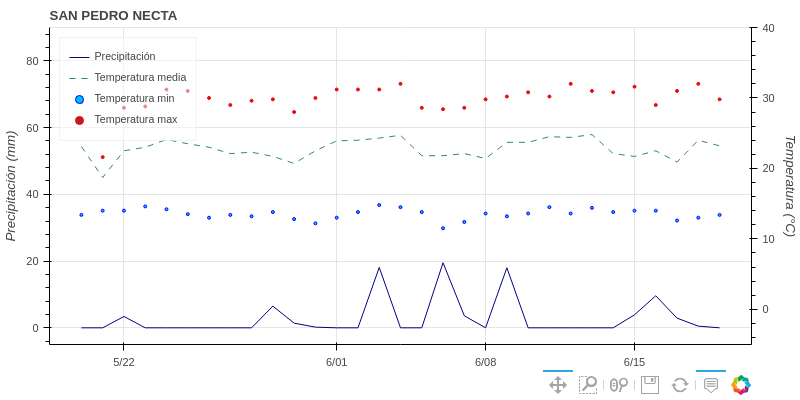 SAN PEDRO NECTA
Precipitación
Temperatura media
Temperatura min
Temperatura max
Precipitación (mm)
80
60
40
20
0
Temperatura (°C)
40
30
20
10
0
5/22
6/01
6/08
6/15